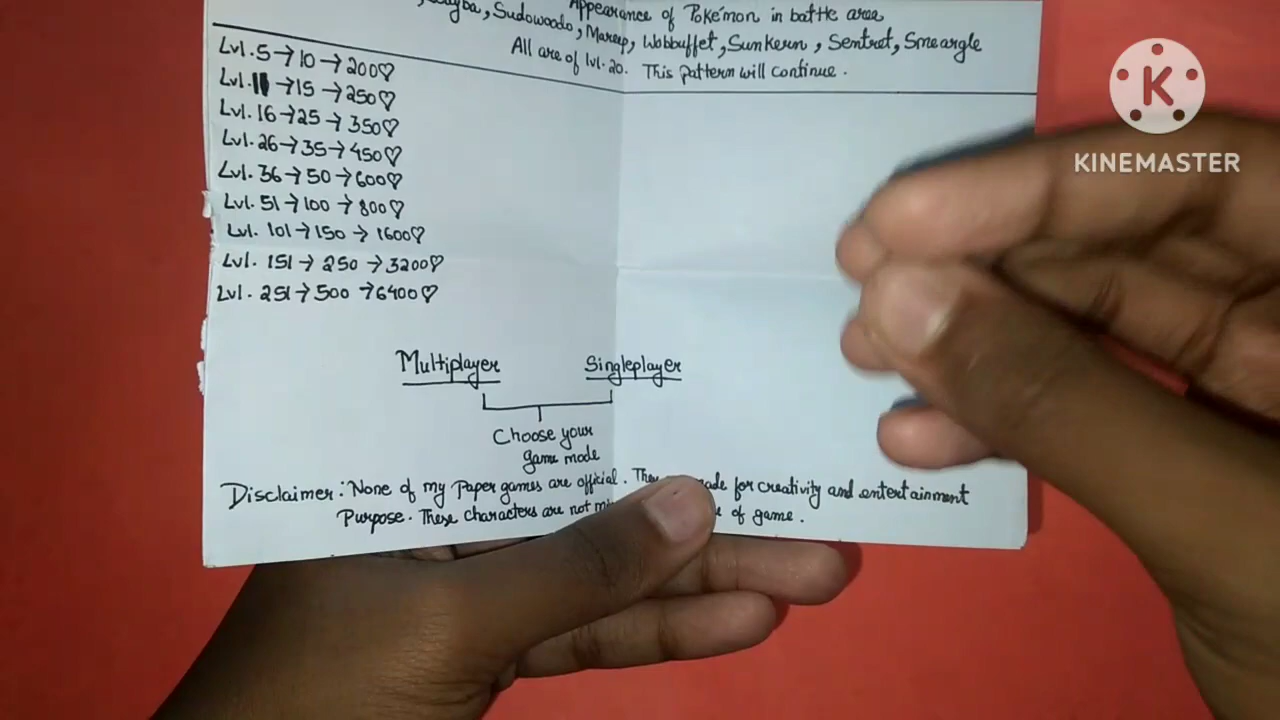 Appearance of Pokémon in battle area
, Sudowoodo, Mareep, Wobbuffet, Sunkern, Sentret, Smeargle
All are of lvl. 20. This pattern will continue.
Lvl. 5 → 10 → 200♡
Lvl. 11 → 15 → 250♡
Lvl. 16 → 25 → 350♡
Lvl. 26 → 35 → 450♡
Lvl. 36 → 50 → 600♡
Lvl. 51 → 100 → 800♡
Lvl. 101 → 150 → 1600♡
Lvl. 151 → 250 → 3200♡
Lvl. 251 → 500 → 6400♡
Multiplayer Singleplayer
Choose your
game mode
Disclaimer: None of my Paper games are official. made for creativity and entertainment
Purpose. These characters are not of game.
K
KINEMASTER